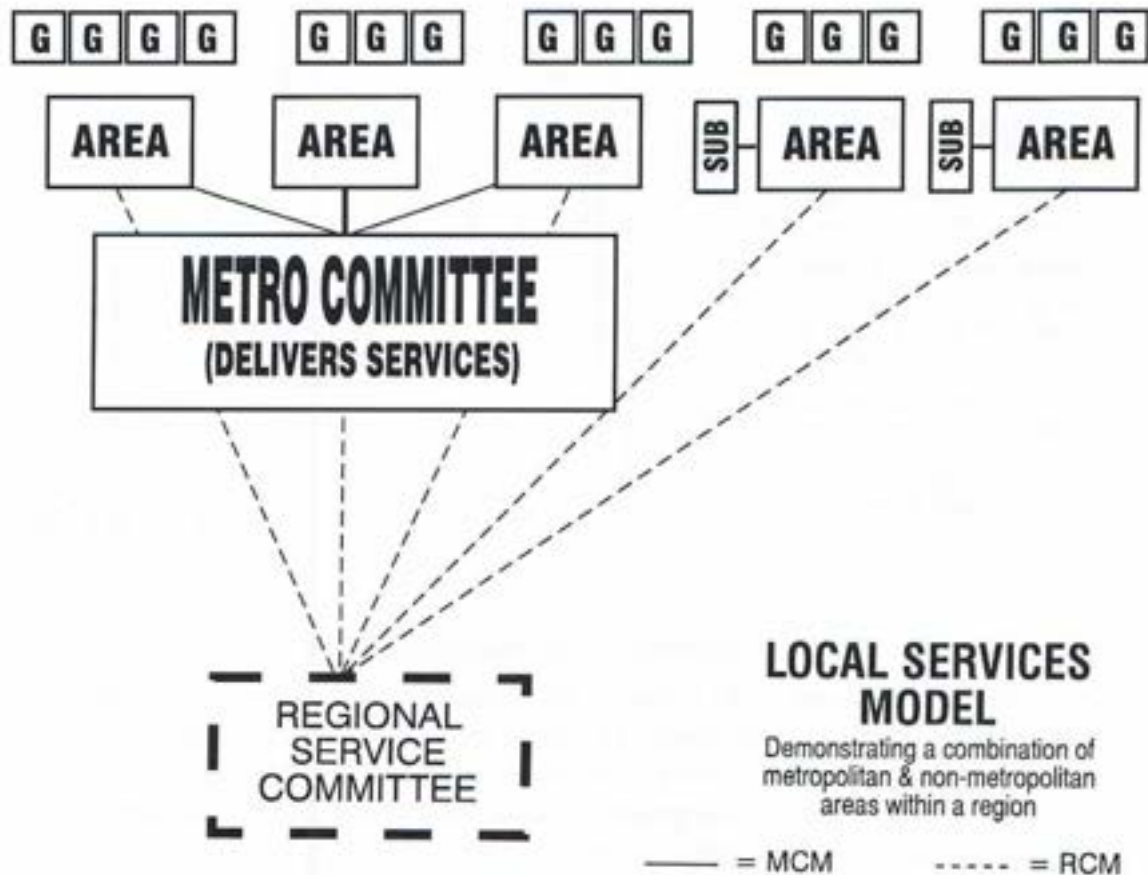 G G G G G G G G G G G G G G G G
AREA AREA AREA SUB AREA SUB AREA
METRO COMMITTEE
(DELIVERS SERVICES)
REGIONAL
SERVICE
COMMITTEE
LOCAL SERVICES
MODEL
Demonstrating a combination of
metropolitan & non-metropolitan
areas within a region
= MCM = RCM